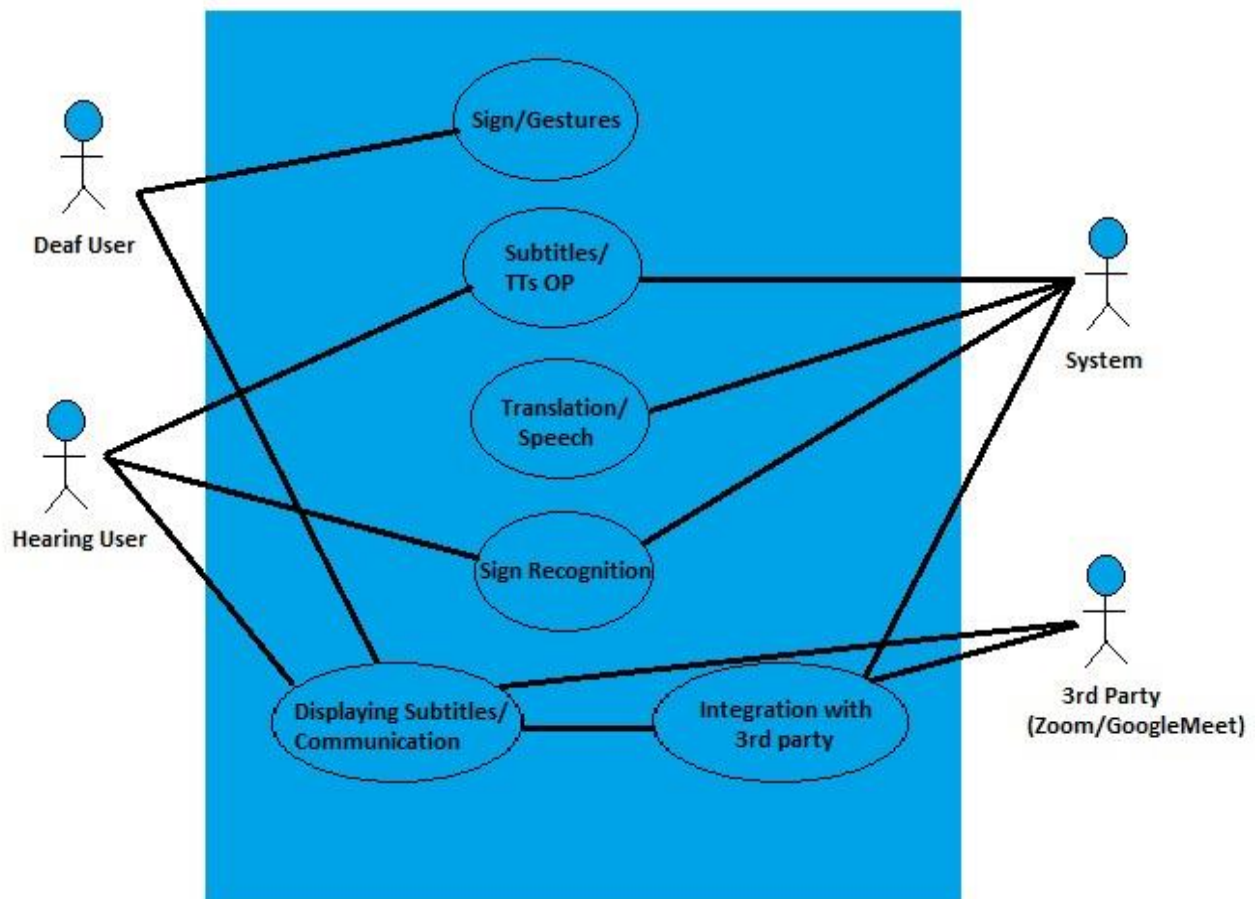 Sign/Gestures
Deaf User
Subtitles/
TTs OP
System
Translation/
Speech
Hearing User
Sign Recognition
Displaying Subtitles/
Communication
Integration with
3rd party
3rd Party
(Zoom/GoogleMeet)